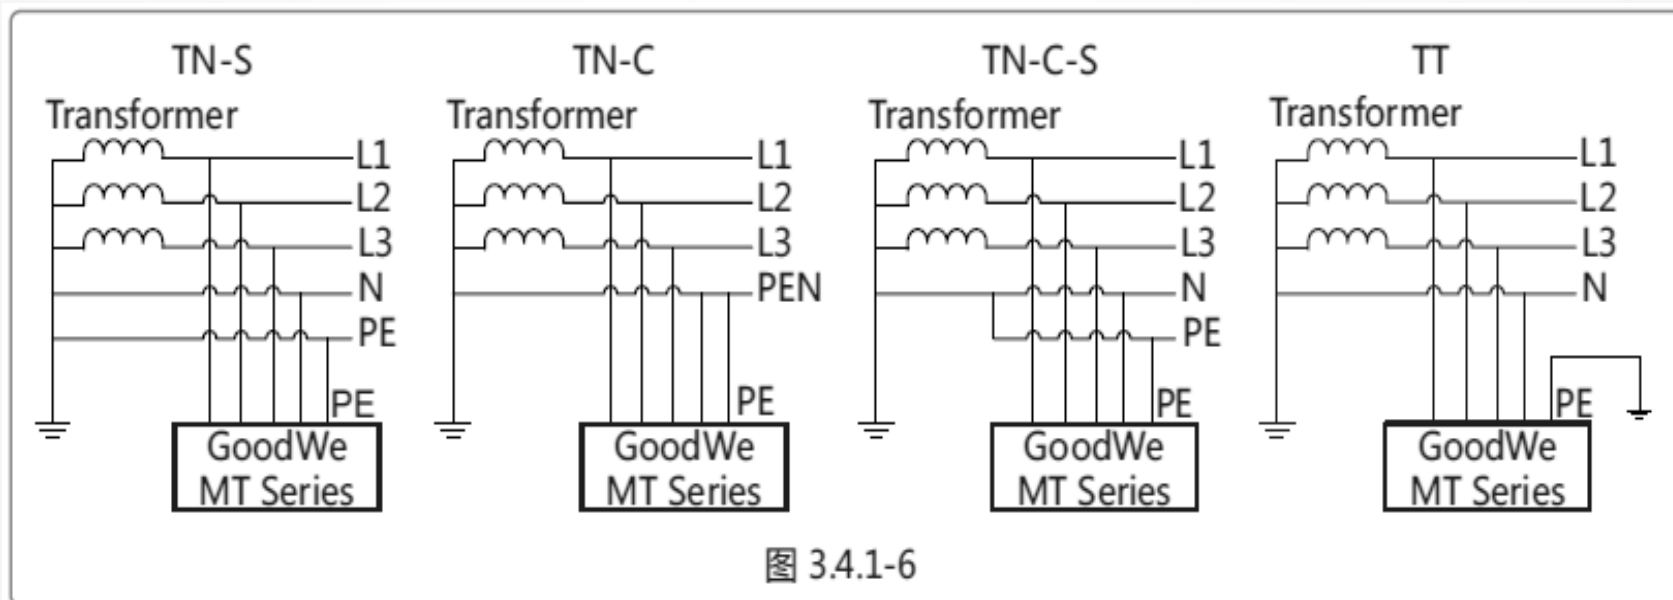 TN-S
Transformer
L1
L2
L3
N
PE
PE
GoodWe
MT Series
TN-C
Transformer
L1
L2
L3
PEN
PE
GoodWe
MT Series
TN-C-S
Transformer
L1
L2
L3
N
PE
PE
GoodWe
MT Series
TT
Transformer
L1
L2
L3
N
PE
GoodWe
MT Series
图 3.4.1-6